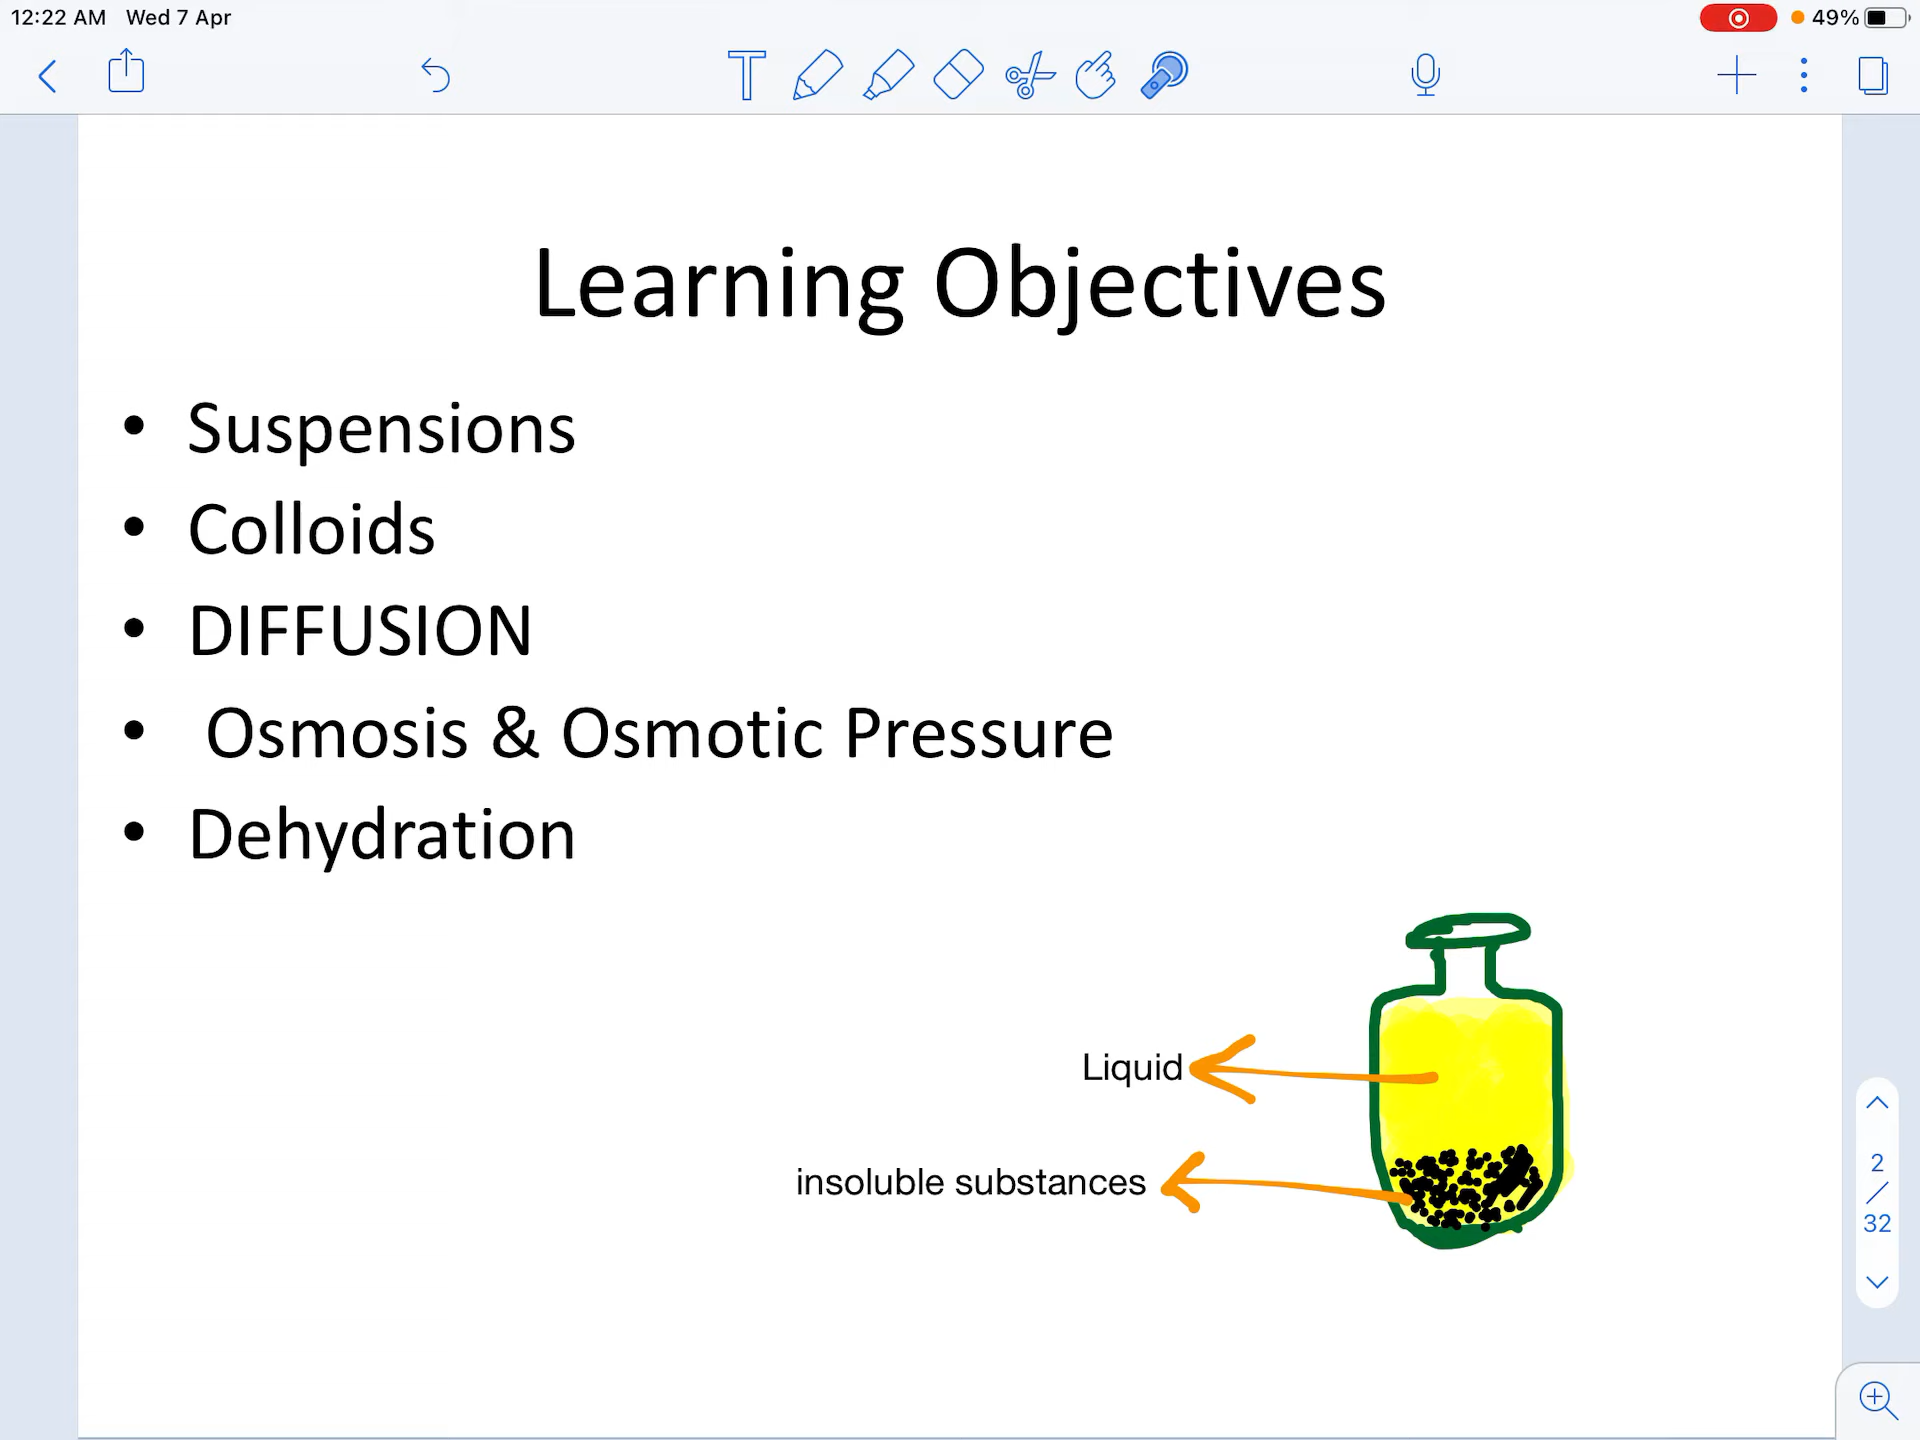 12:22 AM Wed 7 Apr
49%
Learning Objectives
• Suspensions
• Colloids
• DIFFUSION
• Osmosis & Osmotic Pressure
• Dehydration
Liquid
insoluble substances
2
/
32